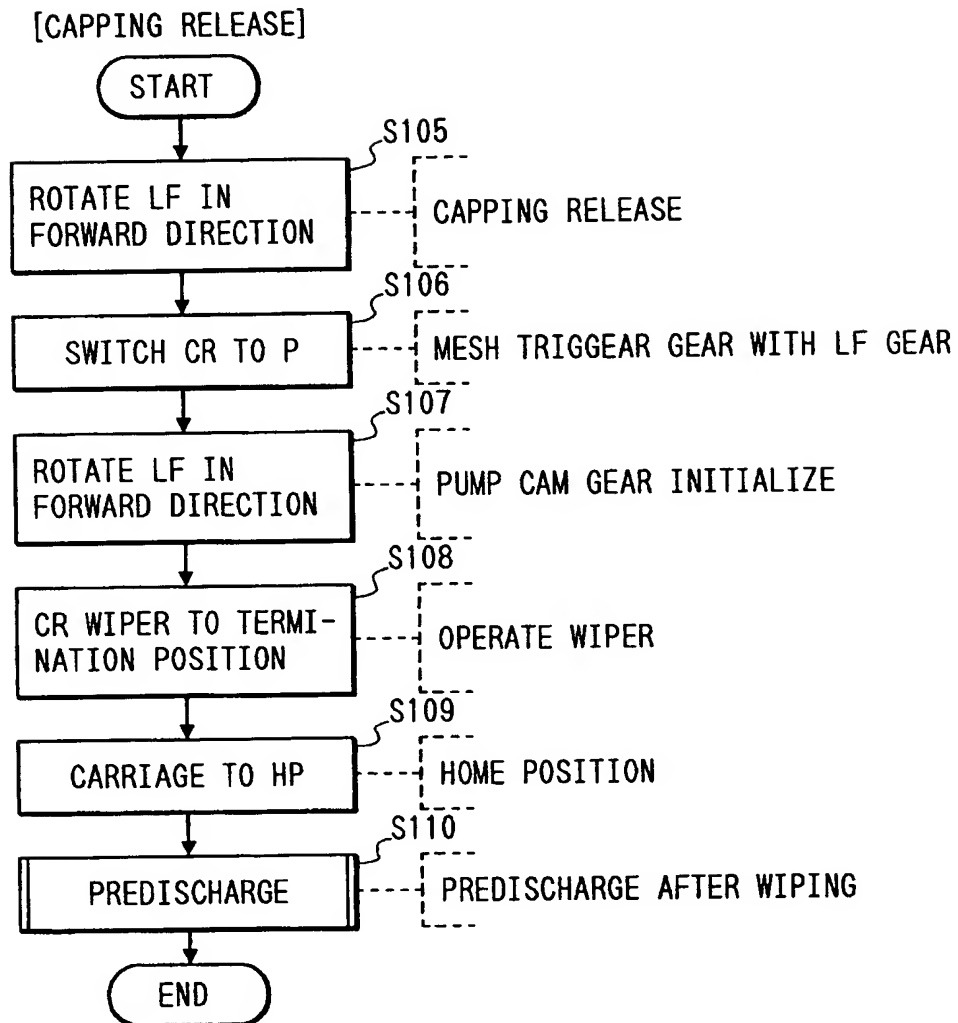 [CAPPING RELEASE]
START
S105
ROTATE LF IN
FORWARD DIRECTION
CAPPING RELEASE
S106
SWITCH CR TO P
MESH TRIGGEAR GEAR WITH LF GEAR
S107
ROTATE LF IN
FORWARD DIRECTION
PUMP CAM GEAR INITIALIZE
S108
CR WIPER TO TERMI-
NATION POSITION
OPERATE WIPER
S109
CARRIAGE TO HP
HOME POSITION
S110
PREDISCHARGE
PREDISCHARGE AFTER WIPING
END